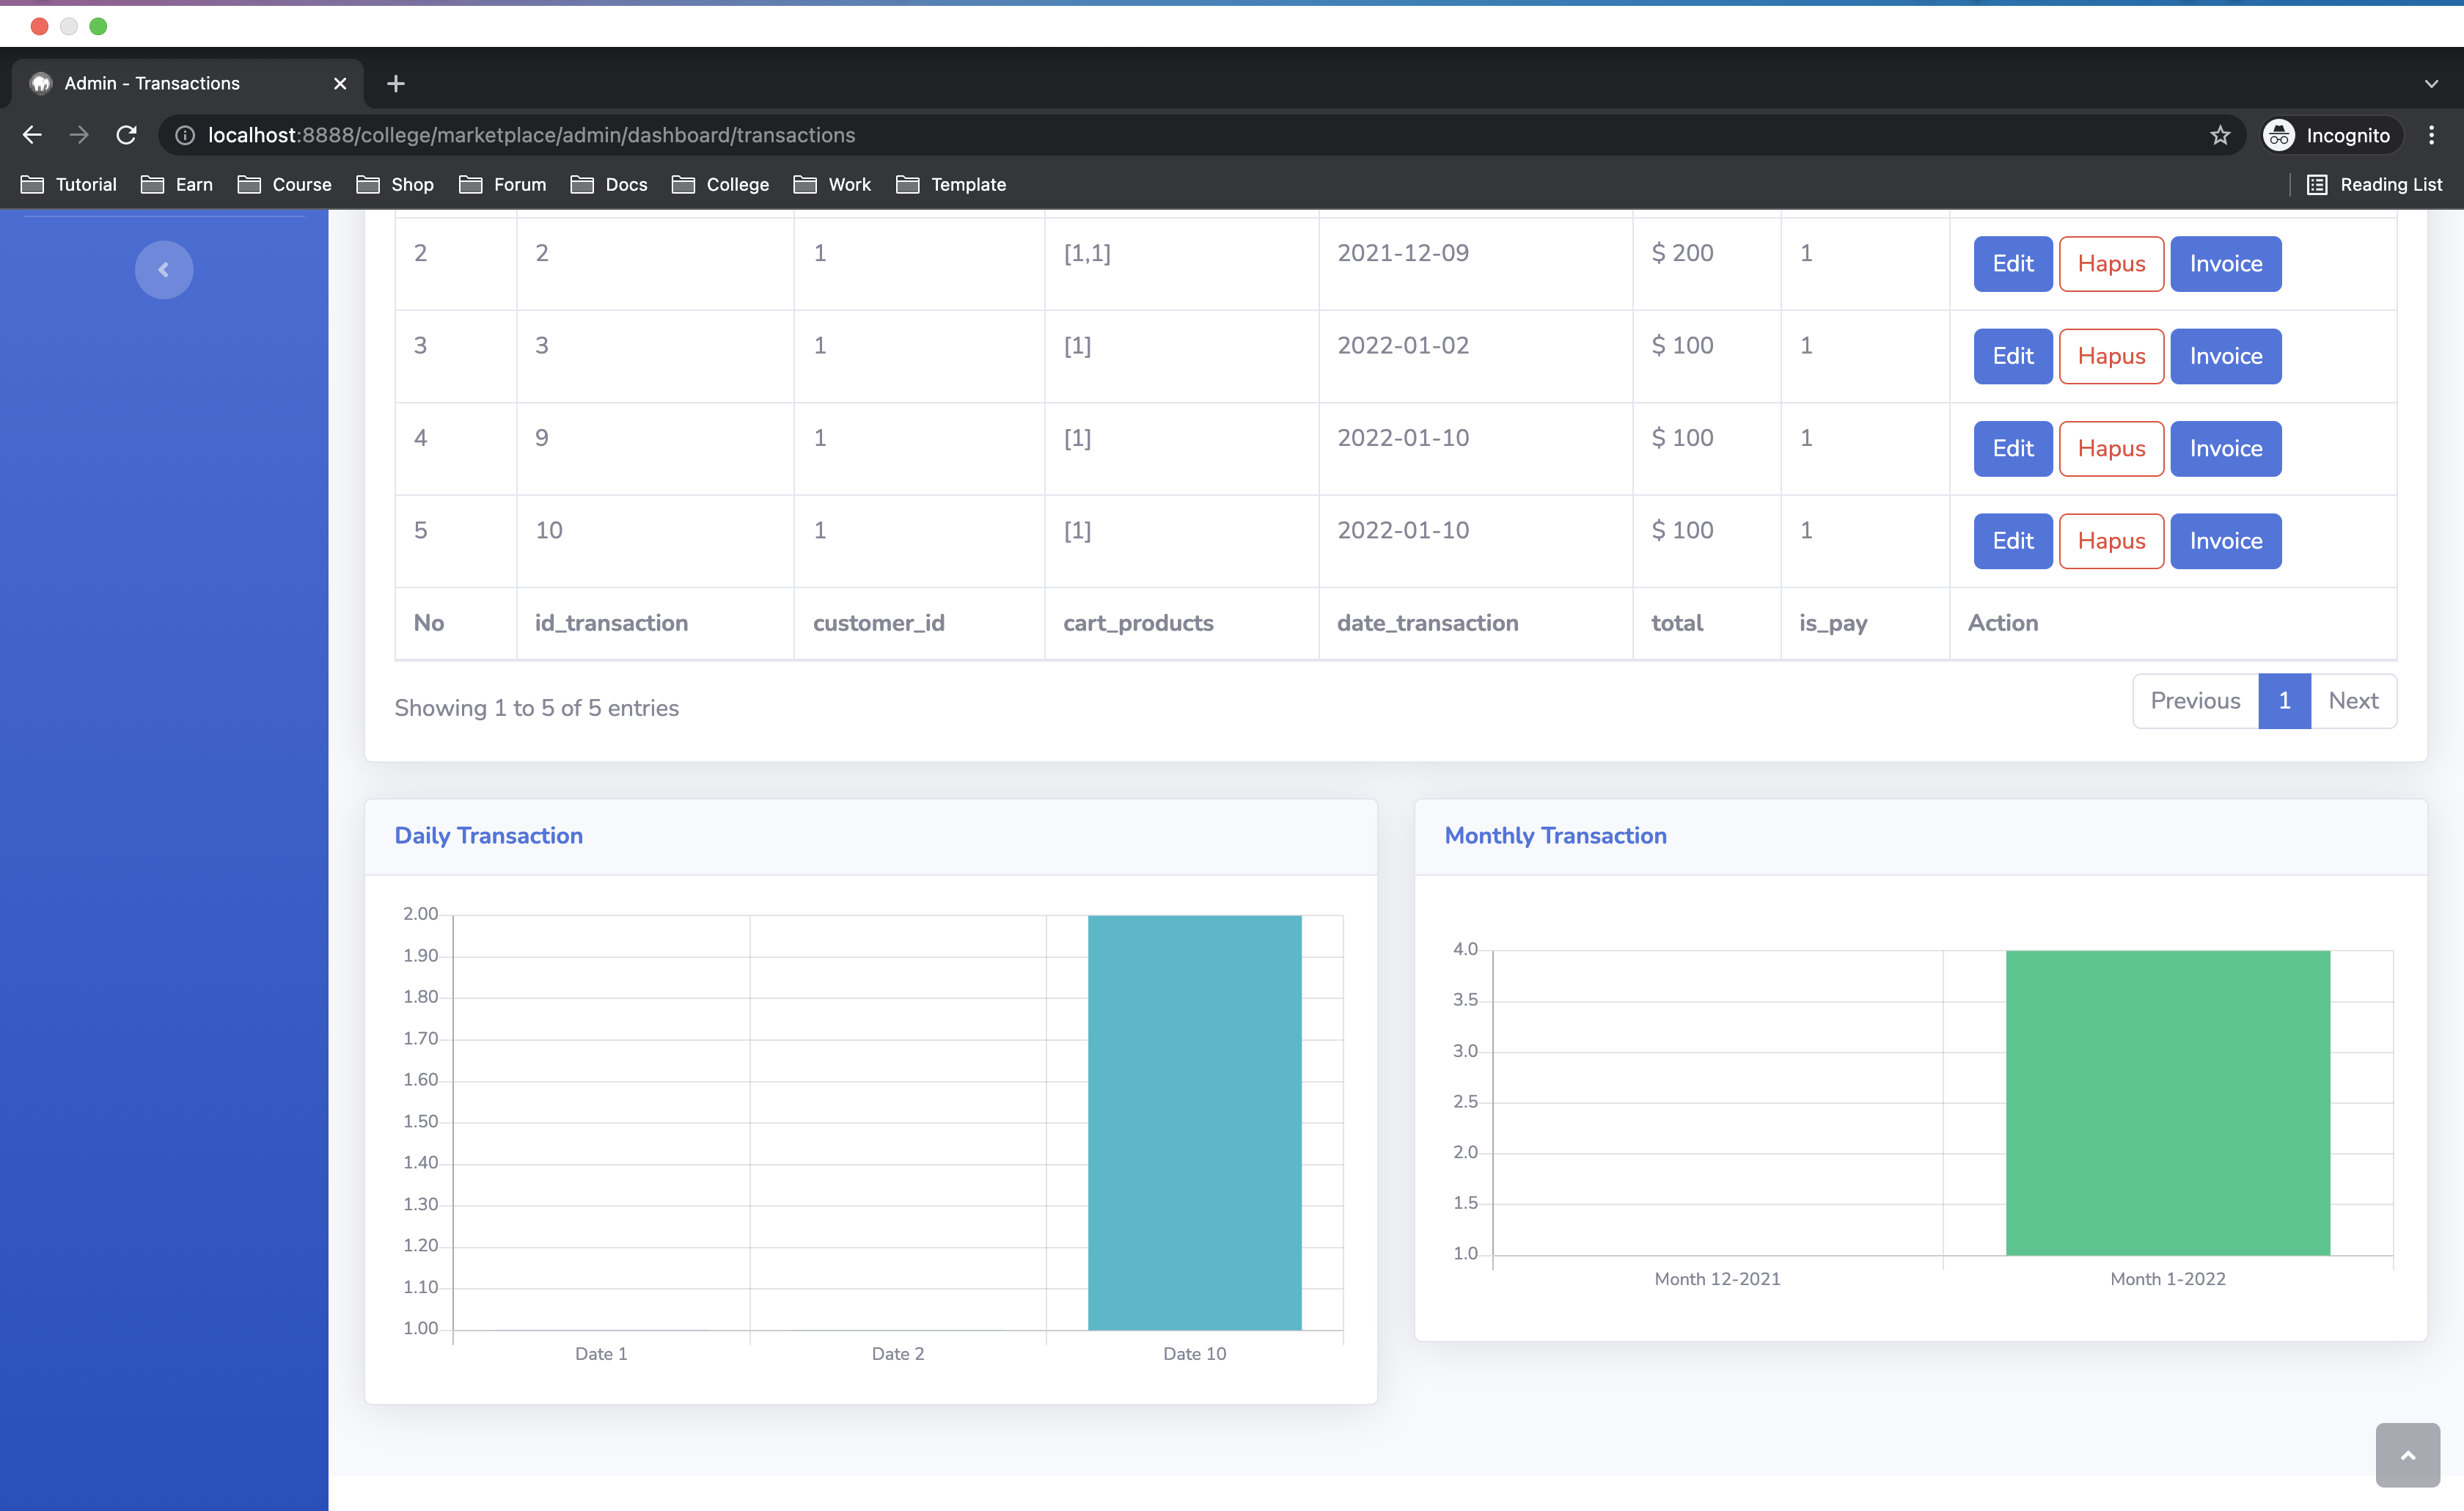 Admin - Transactions
localhost:8888/college/marketplace/admin/dashboard/transactions
Incognito
Tutorial Earn Course Shop Forum Docs College Work Template Reading List
2 2 1 [1,1] 2021-12-09 $ 200 1 Edit Hapus Invoice
3 3 1 [1] 2022-01-02 $ 100 1 Edit Hapus Invoice
4 9 1 [1] 2022-01-10 $ 100 1 Edit Hapus Invoice
5 10 1 [1] 2022-01-10 $ 100 1 Edit Hapus Invoice
No id_transaction customer_id cart_products date_transaction total is_pay Action
Showing 1 to 5 of 5 entries
Previous 1 Next
Daily Transaction
2.00
1.90
1.80
1.70
1.60
1.50
1.40
1.30
1.20
1.10
1.00
Date 1 Date 2 Date 10
Monthly Transaction
4.0
3.5
3.0
2.5
2.0
1.5
1.0
Month 12-2021 Month 1-2022